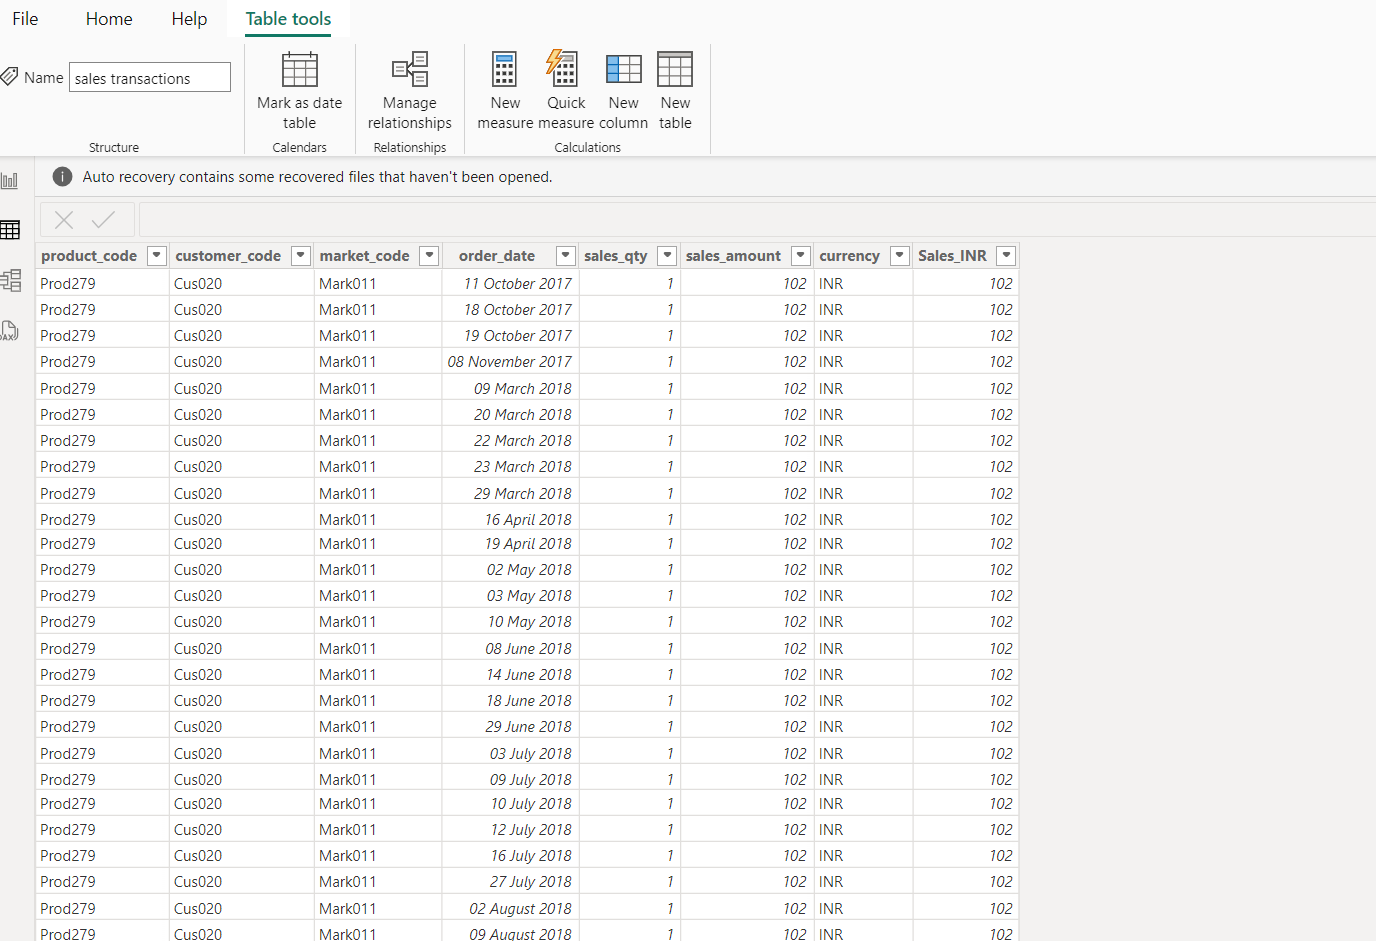 File Home Help Table tools
Name sales transactions
Mark as date table
Manage relationships
New measure
Quick measure
New column
New table
Structure Calendars Relationships Calculations
Auto recovery contains some recovered files that haven't been opened.
product_code customer_code market_code order_date sales_qty sales_amount currency Sales_INR
Prod279 Cus020 Mark011 11 October 2017 1 102 INR 102
Prod279 Cus020 Mark011 18 October 2017 1 102 INR 102
Prod279 Cus020 Mark011 19 October 2017 1 102 INR 102
Prod279 Cus020 Mark011 08 November 2017 1 102 INR 102
Prod279 Cus020 Mark011 09 March 2018 1 102 INR 102
Prod279 Cus020 Mark011 20 March 2018 1 102 INR 102
Prod279 Cus020 Mark011 22 March 2018 1 102 INR 102
Prod279 Cus020 Mark011 23 March 2018 1 102 INR 102
Prod279 Cus020 Mark011 29 March 2018 1 102 INR 102
Prod279 Cus020 Mark011 16 April 2018 1 102 INR 102
Prod279 Cus020 Mark011 19 April 2018 1 102 INR 102
Prod279 Cus020 Mark011 02 May 2018 1 102 INR 102
Prod279 Cus020 Mark011 03 May 2018 1 102 INR 102
Prod279 Cus020 Mark011 10 May 2018 1 102 INR 102
Prod279 Cus020 Mark011 08 June 2018 1 102 INR 102
Prod279 Cus020 Mark011 14 June 2018 1 102 INR 102
Prod279 Cus020 Mark011 18 June 2018 1 102 INR 102
Prod279 Cus020 Mark011 29 June 2018 1 102 INR 102
Prod279 Cus020 Mark011 03 July 2018 1 102 INR 102
Prod279 Cus020 Mark011 09 July 2018 1 102 INR 102
Prod279 Cus020 Mark011 10 July 2018 1 102 INR 102
Prod279 Cus020 Mark011 12 July 2018 1 102 INR 102
Prod279 Cus020 Mark011 16 July 2018 1 102 INR 102
Prod279 Cus020 Mark011 27 July 2018 1 102 INR 102
Prod279 Cus020 Mark011 02 August 2018 1 102 INR 102
Prod279 Cus020 Mark011 09 August 2018 1 102 INR 102